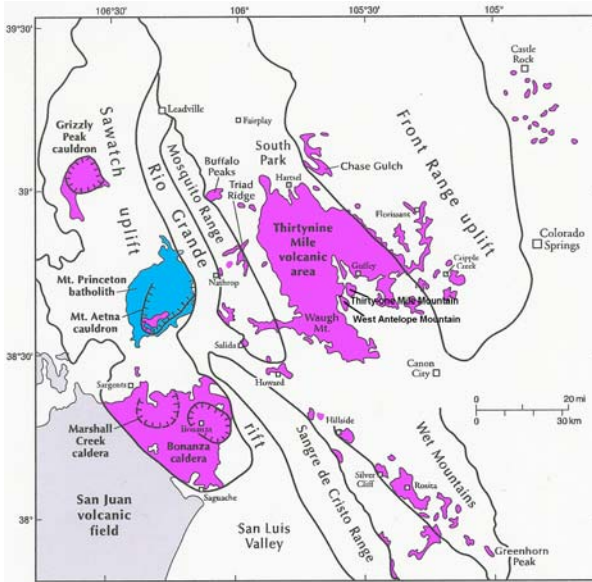 106°30'
106°
105°30'
105°
39°30'
Castle
Rock
Leadville
Fairplay
Grizzly
Peak
cauldron
Sawatch
uplift
Rio Grande
rift
Mosquito Range
Buffalo
Peaks
South
Park
Chase Gulch
Front Range uplift
39°
Triad
Ridge
Hartsel
Florissant
Thirtynine
Mile
volcanic
area
Colorado
Springs
Guffey
Cripple
Creek
Mt. Princeton
batholith
Nathrop
Thirtyone Mile Mountain
West Antelope Mountain
Mt. Aetna
cauldron
Waugh
Mt.
Salida
38°30'
Howard
Canon
City
Sargents
0
20 mi
0
30 km
Marshall
Creek
caldera
Bonanza
Bonanza
caldera
Hillside
Wet Mountains
Sangre de Cristo Range
Silver
Cliff
Rosita
San Juan
volcanic
field
Saguache
38°
San Luis
Valley
Greenhorn
Peak